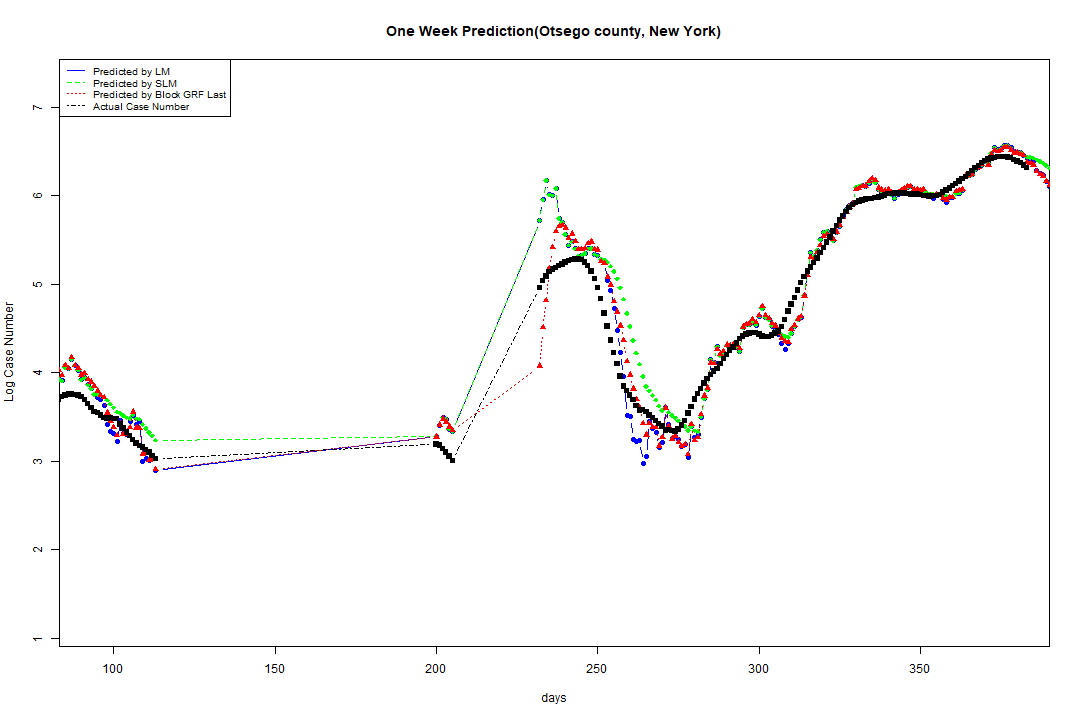 One Week Prediction(Otsego county, New York)
Predicted by LM
Predicted by SLM
Predicted by Block GRF Last
Actual Case Number
Log Case Number
7
6
5
4
3
2
1
100 150 200 250 300 350
days